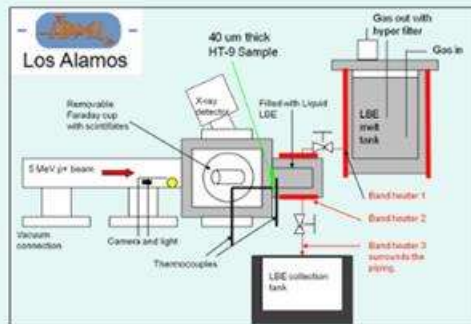 Los Alamos
40 um thick
HT-9 Sample
Gas out with
hyper filter
Gas in
X-ray
detector
Removable
Faraday cup
with scintillates
Filled with Liquid
LBE
LBE
melt
tank
5 MeV p+ beam
Band heater 1
Band heater 2
Vacuum
connection
Camera and light
Thermocouples
Band heater 3
surrounds the
piping.
LBE collection
tank